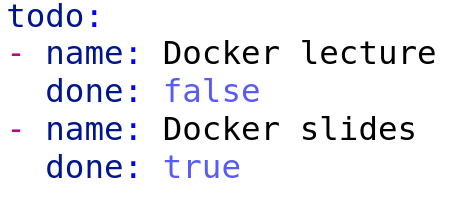 todo:
- name: Docker lecture
  done: false
- name: Docker slides
  done: true